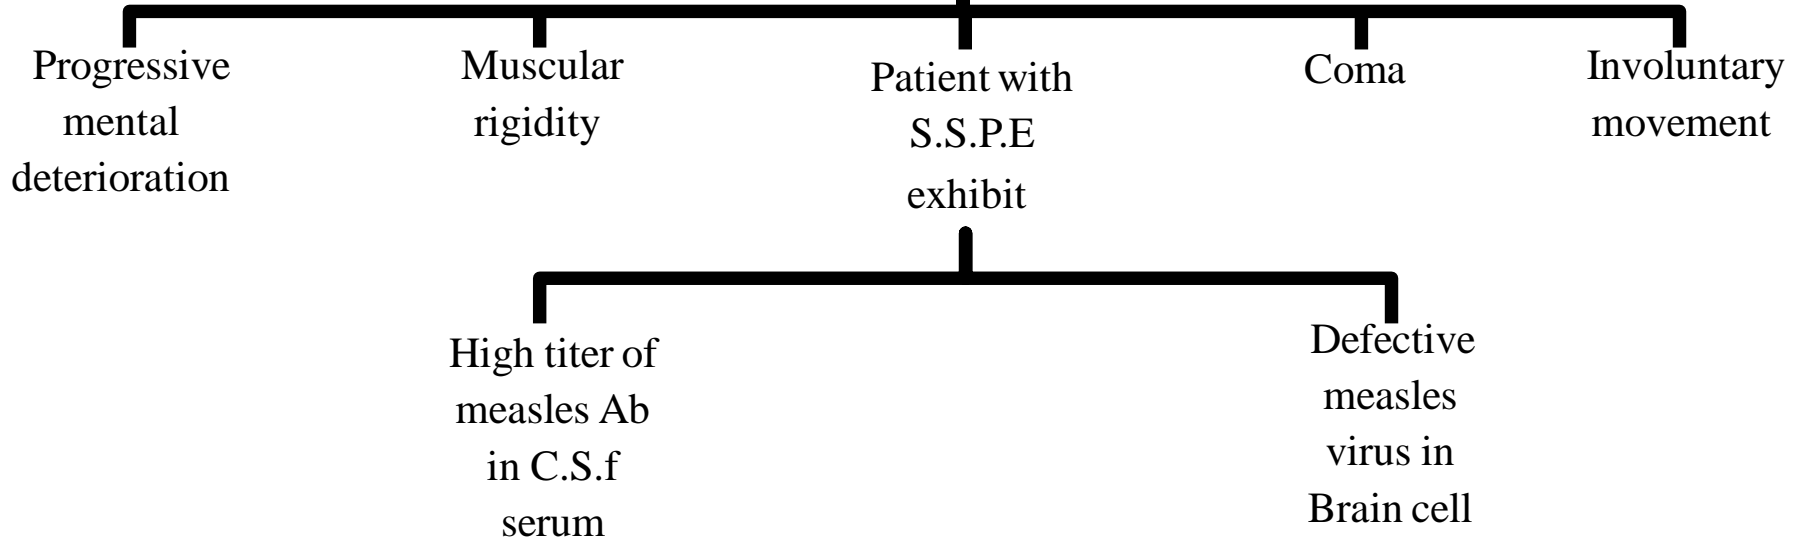 Progressive
mental
deterioration
Muscular
rigidity
Patient with
S.S.P.E
exhibit
Coma
Involuntary
movement
High titer of
measles Ab
in C.S.f
serum
Defective
measles
virus in
Brain cell